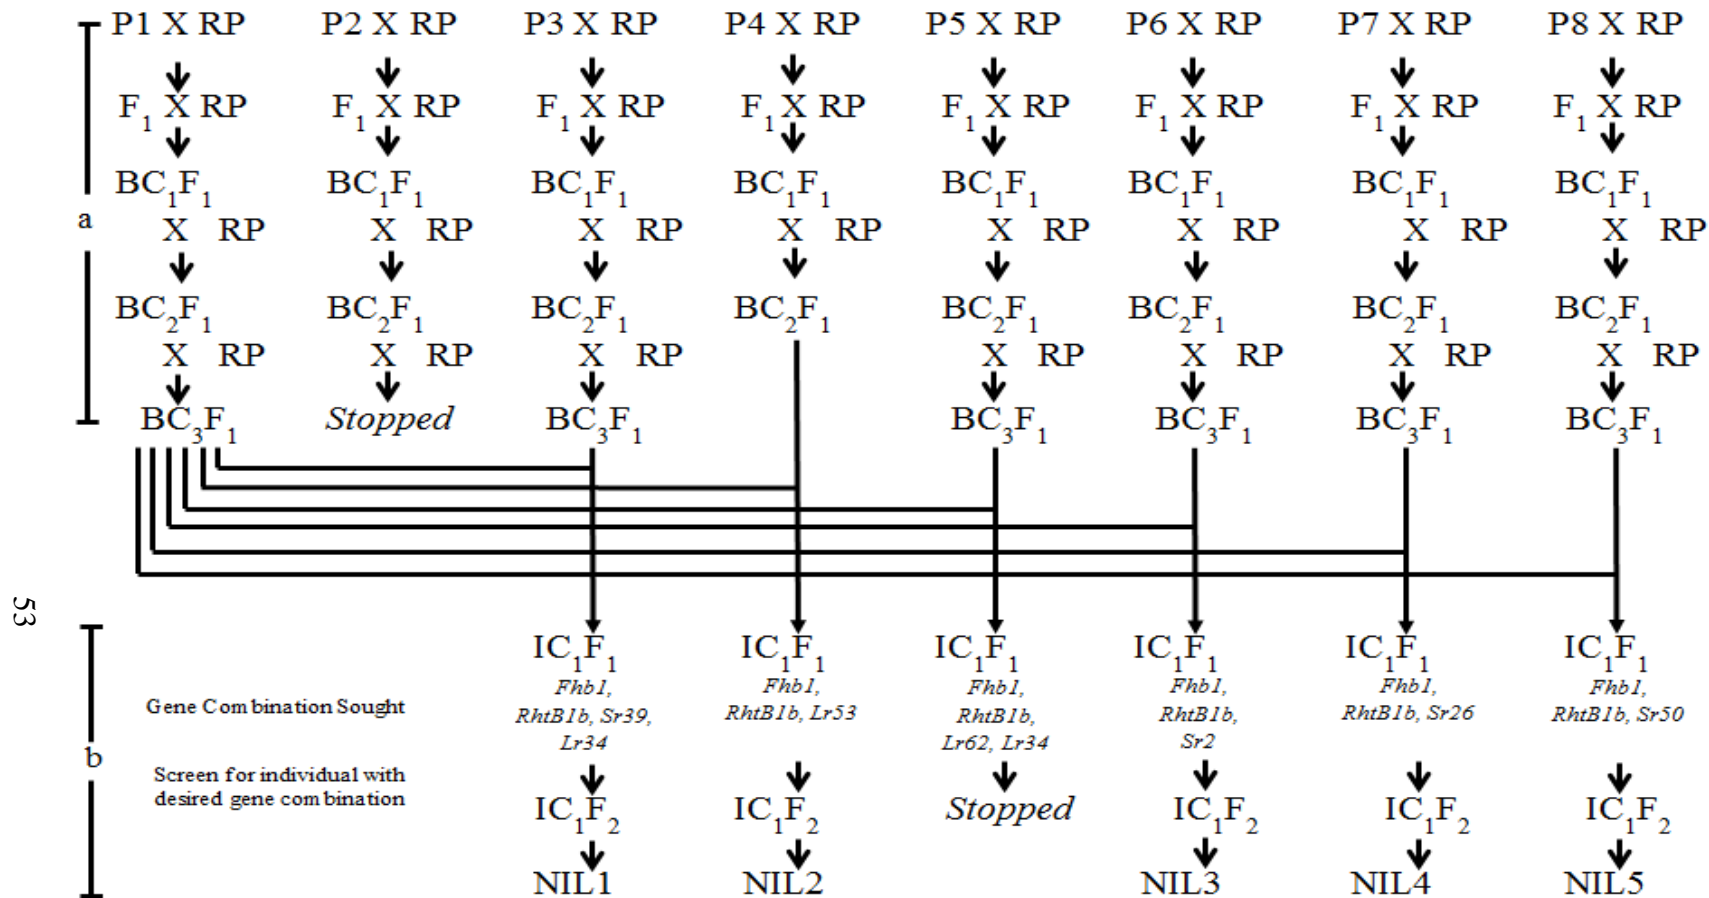 P1 X RP P2 X RP P3 X RP P4 X RP P5 X RP P6 X RP P7 X RP P8 X RP
F1 X RP F1 X RP F1 X RP F1 X RP F1 X RP F1 X RP F1 X RP F1 X RP
BC1F1 BC1F1 BC1F1 BC1F1 BC1F1 BC1F1 BC1F1 BC1F1
a
X RP X RP X RP X RP X RP X RP X RP X RP
BC2F1 BC2F1 BC2F1 BC2F1 BC2F1 BC2F1 BC2F1 BC2F1
X RP X RP X RP X RP X RP X RP X RP
BC3F1 Stopped BC3F1 BC3F1 BC3F1 BC3F1 BC3F1
53
IC1F1 IC1F1 IC1F1 IC1F1 IC1F1 IC1F1
Fhb1, Fhb1, Fhb1, Fhb1, Fhb1, Fhb1,
Gene Combination Sought RhtB1b, Sr39, RhtB1b, Lr53 RhtB1b, RhtB1b, RhtB1b, Sr26 RhtB1b, Sr50
Lr34 Lr62, Lr34 Sr2
b
Screen for individual with
desired gene combination
IC1F2 IC1F2 Stopped IC1F2 IC1F2 IC1F2
NIL1 NIL2 NIL3 NIL4 NIL5